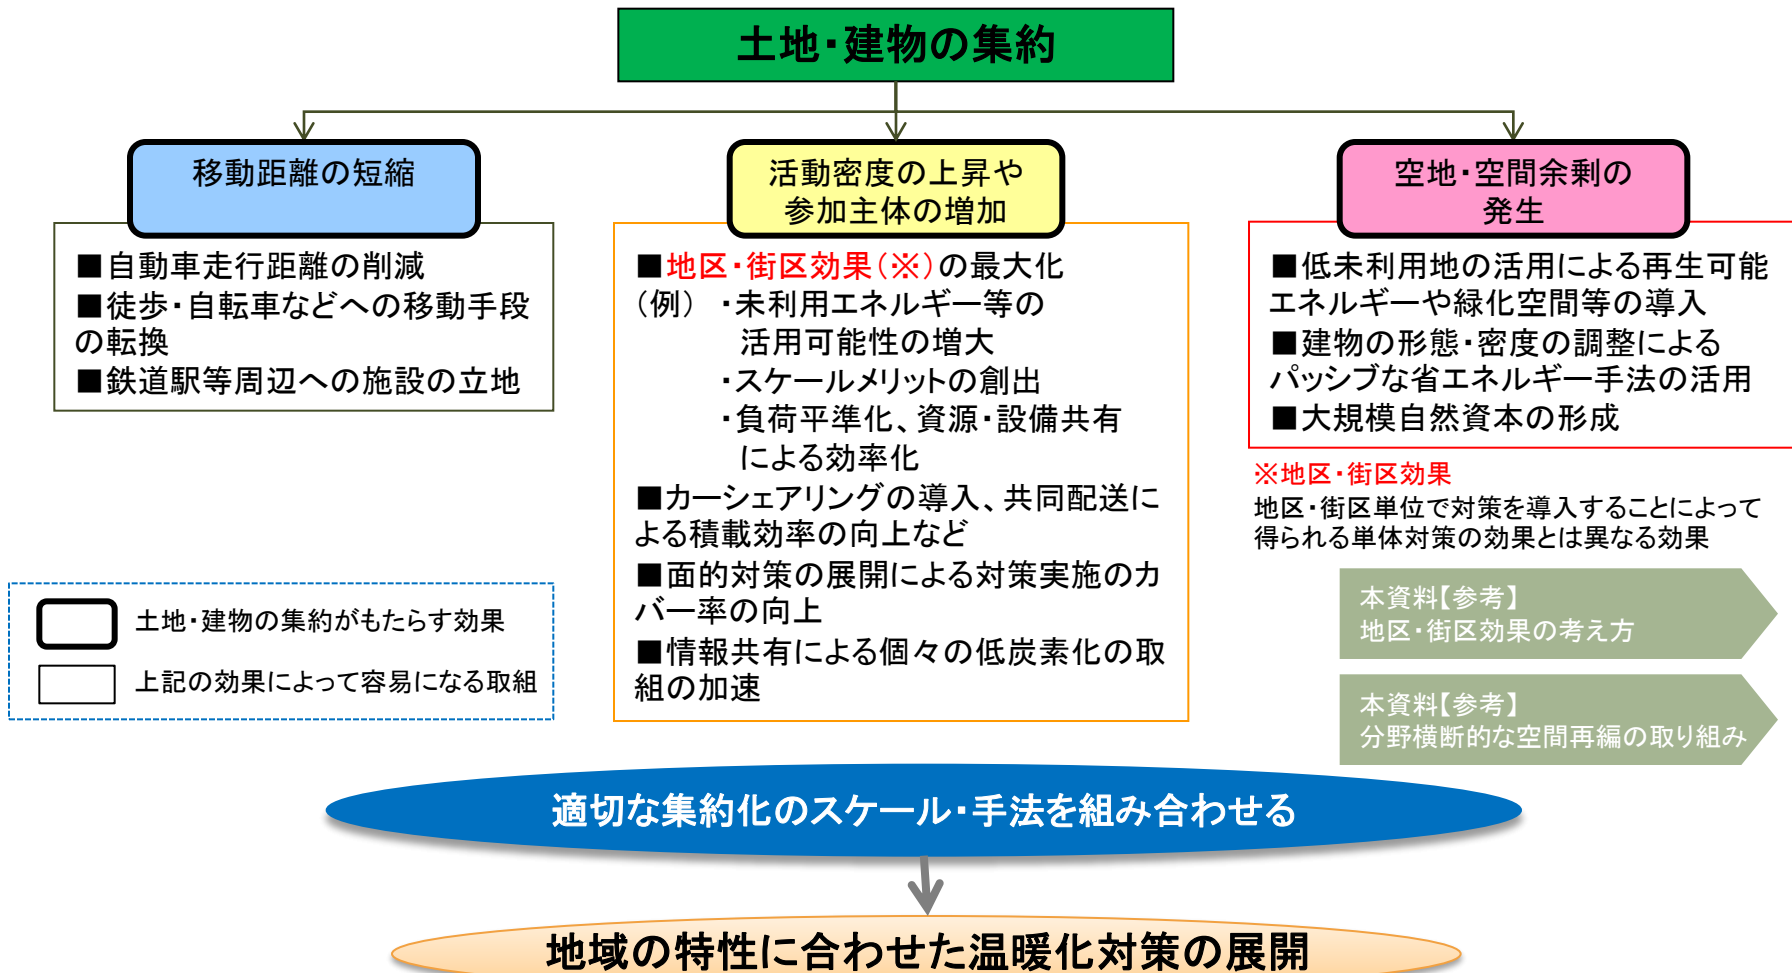 土地・建物の集約
移動距離の短縮
■自動車走行距離の削減
■徒歩・自転車などへの移動手段
の転換
■鉄道駅等周辺への施設の立地
活動密度の上昇や
参加主体の増加
■地区・街区効果(※)の最大化
(例) ・未利用エネルギー等の
活用可能性の増大
・スケールメリットの創出
・負荷平準化、資源・設備共有
による効率化
■カーシェアリングの導入、共同配送に
よる積載効率の向上など
■面的対策の展開による対策実施のカ
バー率の向上
■情報共有による個々の低炭素化の取
組の加速
空地・空間余剰の
発生
■低未利用地の活用による再生可能
エネルギーや緑化空間等の導入
■建物の形態・密度の調整による
パッシブな省エネルギー手法の活用
■大規模自然資本の形成
※地区・街区効果
地区・街区単位で対策を導入することによって
得られる単体対策の効果とは異なる効果
本資料【参考】
地区・街区効果の考え方
本資料【参考】
分野横断的な空間再編の取り組み
土地・建物の集約がもたらす効果
上記の効果によって容易になる取組
適切な集約化のスケール・手法を組み合わせる
地域の特性に合わせた温暖化対策の展開